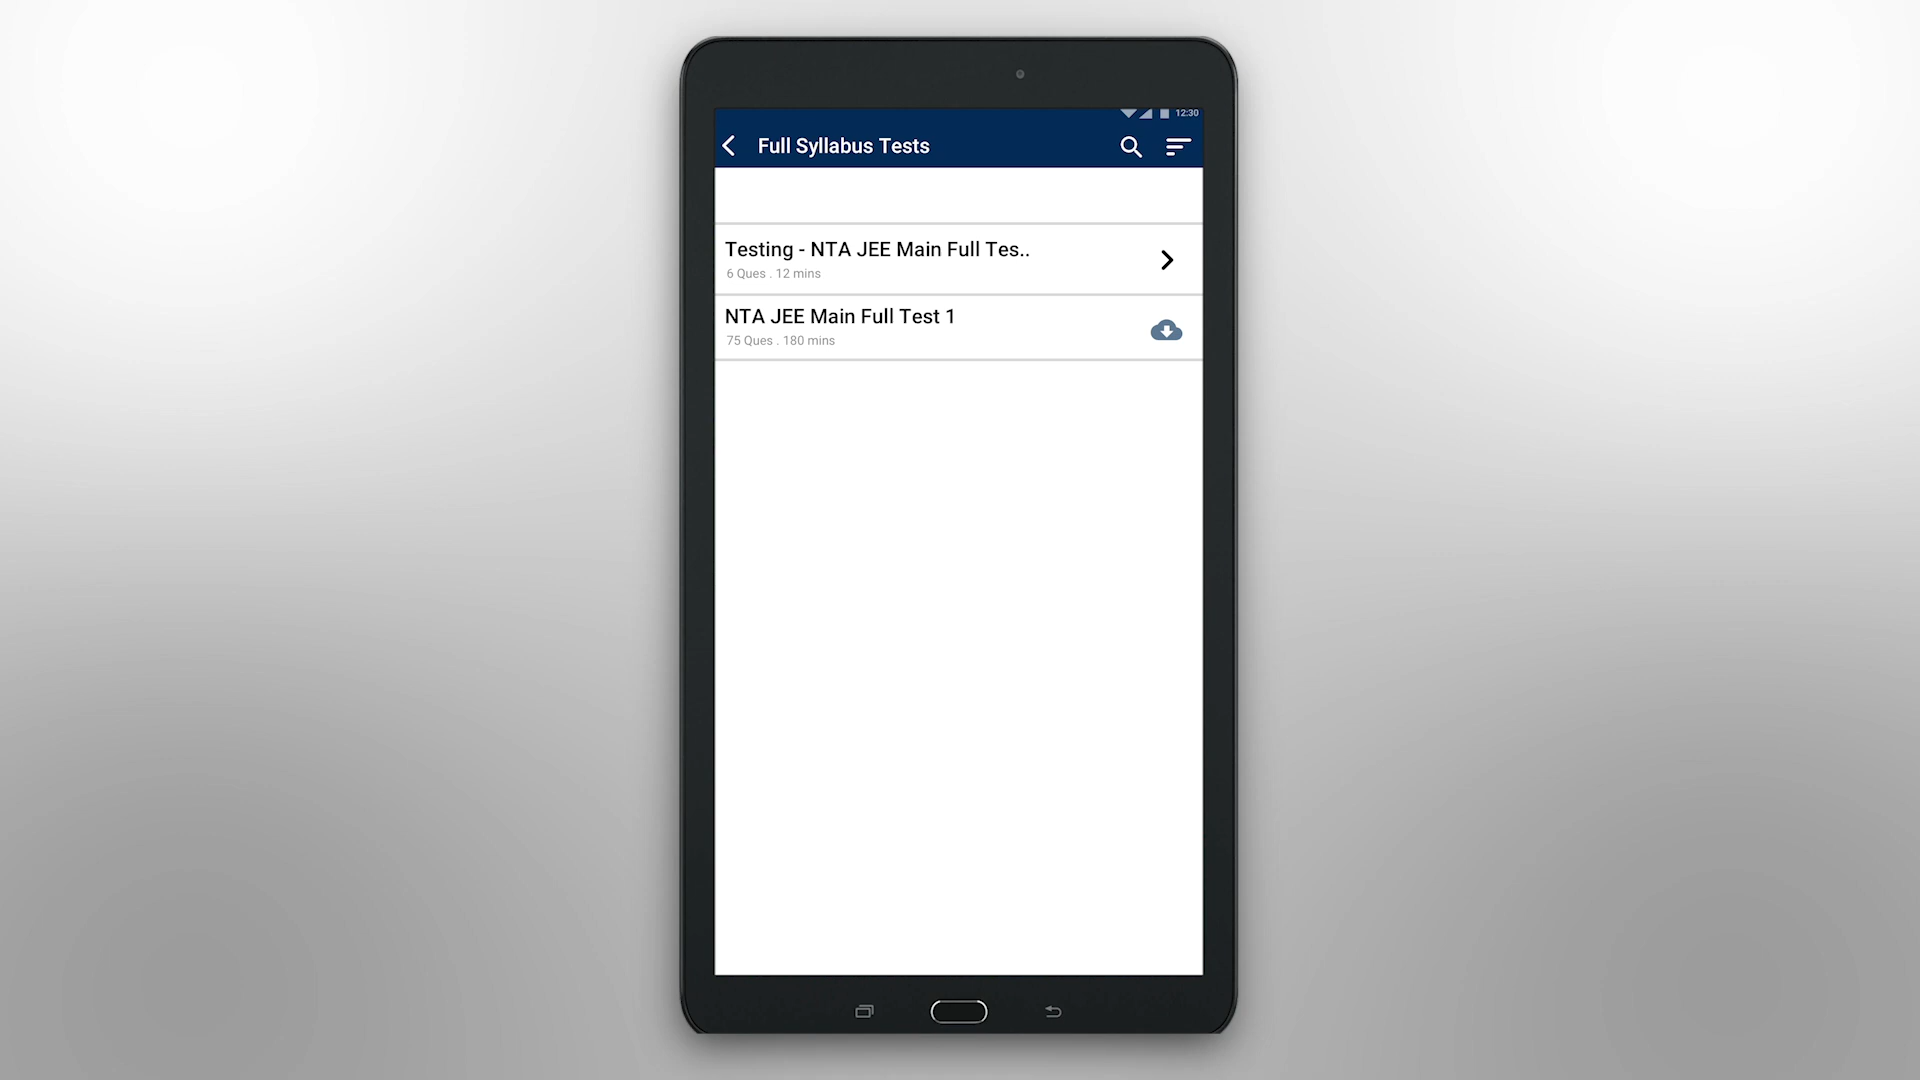 12:30
Full Syllabus Tests
Testing - NTA JEE Main Full Tes..
6 Ques . 12 mins
NTA JEE Main Full Test 1
75 Ques . 180 mins